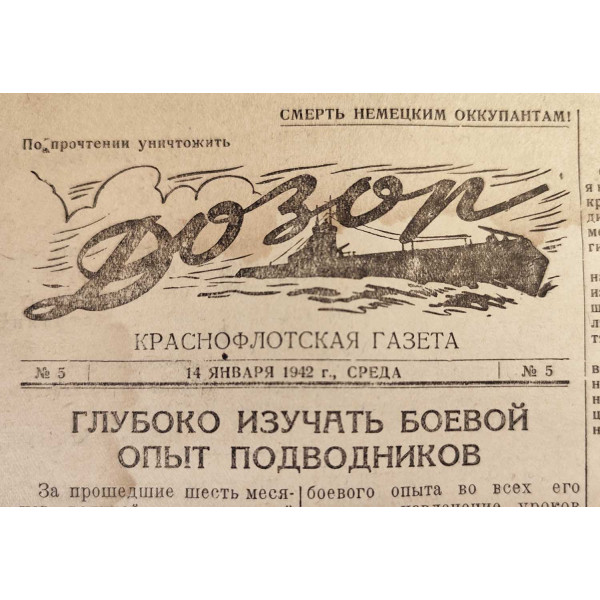 СМЕРТЬ НЕМЕЦКИМ ОККУПАНТАМ!
По прочтении уничтожить
Дозор
КРАСНОФЛОТСКАЯ ГАЗЕТА
№ 5 14 ЯНВАРЯ 1942 г., СРЕДА № 5
ГЛУБОКО ИЗУЧАТЬ БОЕВОЙ
ОПЫТ ПОДВОДНИКОВ
За прошедшие шесть меся-
боевого опыта во всех его
уроков